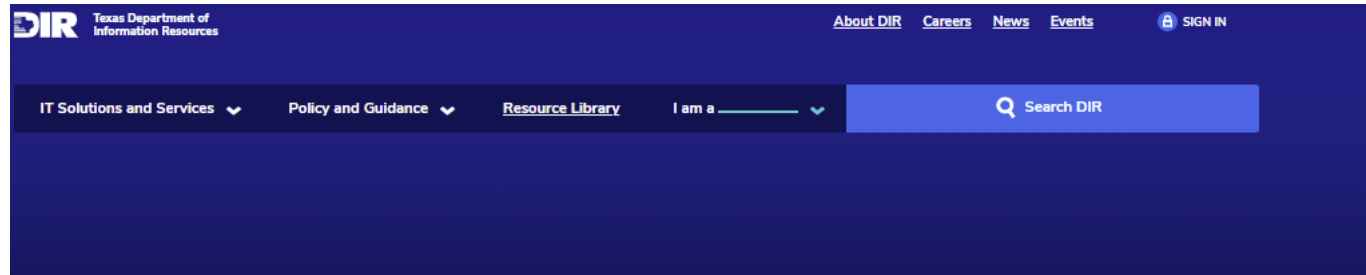 DIR
Texas Department of
Information Resources
About DIR Careers News Events SIGN IN
IT Solutions and Services Policy and Guidance Resource Library I am a Search DIR